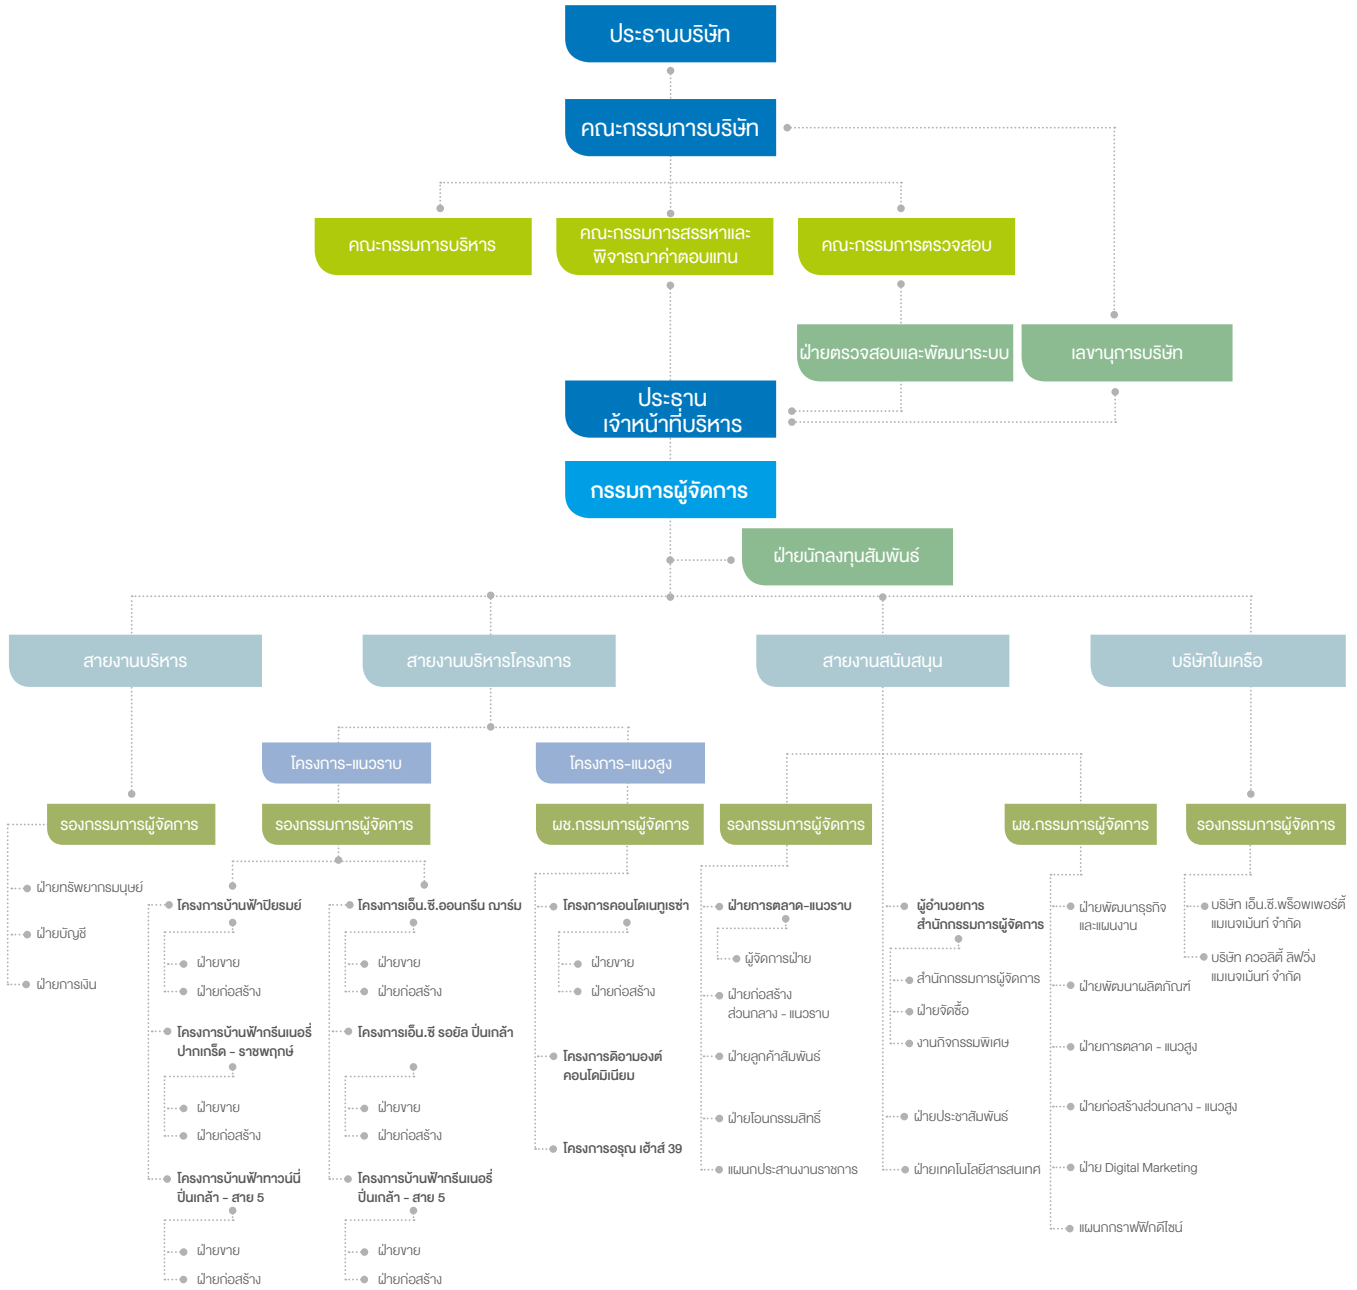 ประธานบริษัท
คณะกรรมการบริษัท
คณะกรรมการบริหาร
คณะกรรมการสรรหาและ
พิจารณาค่าตอบแทน
คณะกรรมการตรวจสอบ
ฝ่ายตรวจสอบและพัฒนาระบบ
เลขานุการบริษัท
ประธาน
เจ้าหน้าที่บริหาร
กรรมการผู้จัดการ
ฝ่ายนักลงทุนสัมพันธ์
สายงานบริหาร
สายงานบริหารโครงการ
สายงานสนับสนุน
บริษัทในเครือ
โครงการ-แนวราบ
โครงการ-แนวสูง
รองกรรมการผู้จัดการ
รองกรรมการผู้จัดการ
ผช.กรรมการผู้จัดการ
รองกรรมการผู้จัดการ
ผช.กรรมการผู้จัดการ
รองกรรมการผู้จัดการ
ฝ่ายทรัพยากรมนุษย์
ฝ่ายบัญชี
ฝ่ายการเงิน
โครงการบ้านฟ้าปิยรมย์
ฝ่ายขาย
ฝ่ายก่อสร้าง
โครงการบ้านฟ้ากรีนเนอรี่
ปากเกร็ด - ราชพฤกษ์
ฝ่ายขาย
ฝ่ายก่อสร้าง
โครงการบ้านฟ้าทาวน์นี่
ปิ่นเกล้า - สาย 5
ฝ่ายขาย
ฝ่ายก่อสร้าง
โครงการเอ็น.ซี.ออนกรีน ฌาร์ม
ฝ่ายขาย
ฝ่ายก่อสร้าง
โครงการเอ็น.ซี รอยัล ปิ่นเกล้า
ฝ่ายขาย
ฝ่ายก่อสร้าง
โครงการบ้านฟ้ากรีนเนอรี่
ปิ่นเกล้า - สาย 5
ฝ่ายขาย
ฝ่ายก่อสร้าง
โครงการคอนโดเนทูเรซ่า
ฝ่ายขาย
ฝ่ายก่อสร้าง
โครงการดิอามองต์
คอนโดมิเนียม
โครงการอรุณ เฮ้าส์ 39
ฝ่ายการตลาด-แนวราบ
ผู้จัดการฝ่าย
ฝ่ายก่อสร้าง
ส่วนกลาง - แนวราบ
ฝ่ายลูกค้าสัมพันธ์
ฝ่ายโอนกรรมสิทธิ์
แผนกประสานงานราชการ
ผู้อำนวยการ
สำนักกรรมการผู้จัดการ
สำนักกรรมการผู้จัดการ
ฝ่ายจัดซื้อ
งานกิจกรรมพิเศษ
ฝ่ายประชาสัมพันธ์
ฝ่ายเทคโนโลยีสารสนเทศ
ฝ่ายพัฒนาธุรกิจ
และแผนงาน
ฝ่ายพัฒนาผลิตภัณฑ์
ฝ่ายการตลาด - แนวสูง
ฝ่ายก่อสร้างส่วนกลาง - แนวสูง
ฝ่าย Digital Marketing
แผนกกราฟฟิกดีไซน์
บริษัท เอ็น.ซี.พร็อพเพอร์ตี้
แมเนจเม้นท์ จำกัด
บริษัท ควอลิตี้ ลิฟวิ่ง
แมเนจเม้นท์ จำกัด